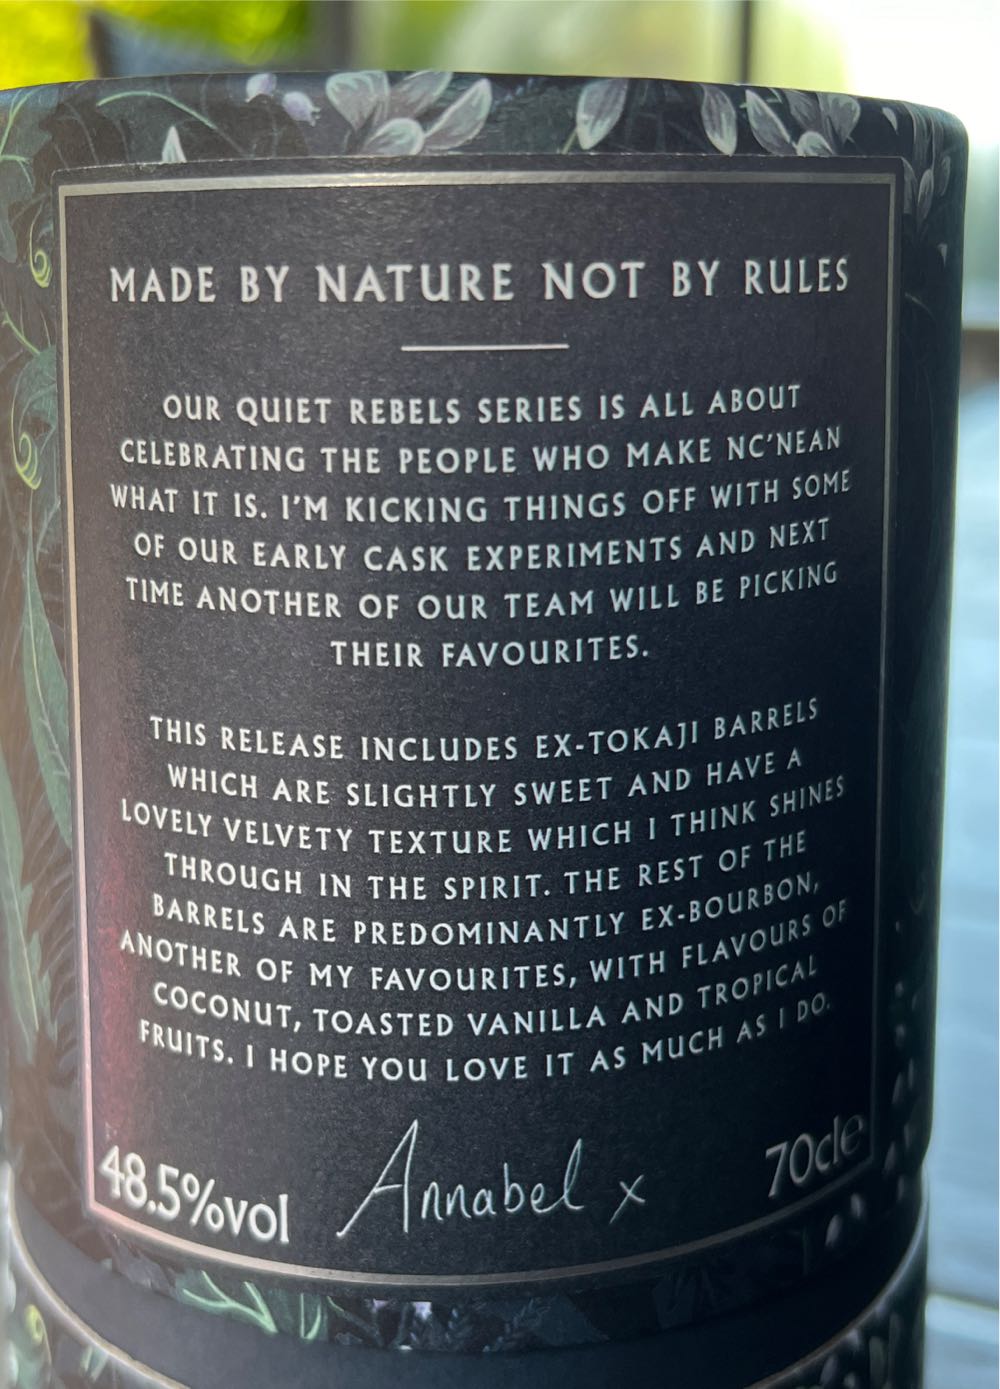 MADE BY NATURE NOT BY RULES
OUR QUIET REBELS SERIES IS ALL ABOUT
CELEBRATING THE PEOPLE WHO MAKE NC'NEAN
WHAT IT IS. I'M KICKING THINGS OFF WITH SOME
OF OUR EARLY CASK EXPERIMENTS AND NEXT
TIME ANOTHER OF OUR TEAM WILL BE PICKING
THEIR FAVOURITES.
THIS RELEASE INCLUDES EX-TOKAJI BARRELS
WHICH ARE SLIGHTLY SWEET AND HAVE A
LOVELY VELVETY TEXTURE WHICH I THINK SHINES
THROUGH IN THE SPIRIT. THE REST OF THE
BARRELS ARE PREDOMINANTLY EX-BOURBON,
ANOTHER OF MY FAVOURITES, WITH FLAVOURS OF
COCONUT, TOASTED VANILLA AND TROPICAL
FRUITS. I HOPE YOU LOVE IT AS MUCH AS I DO.
48.5%vol Annabel x 70cle